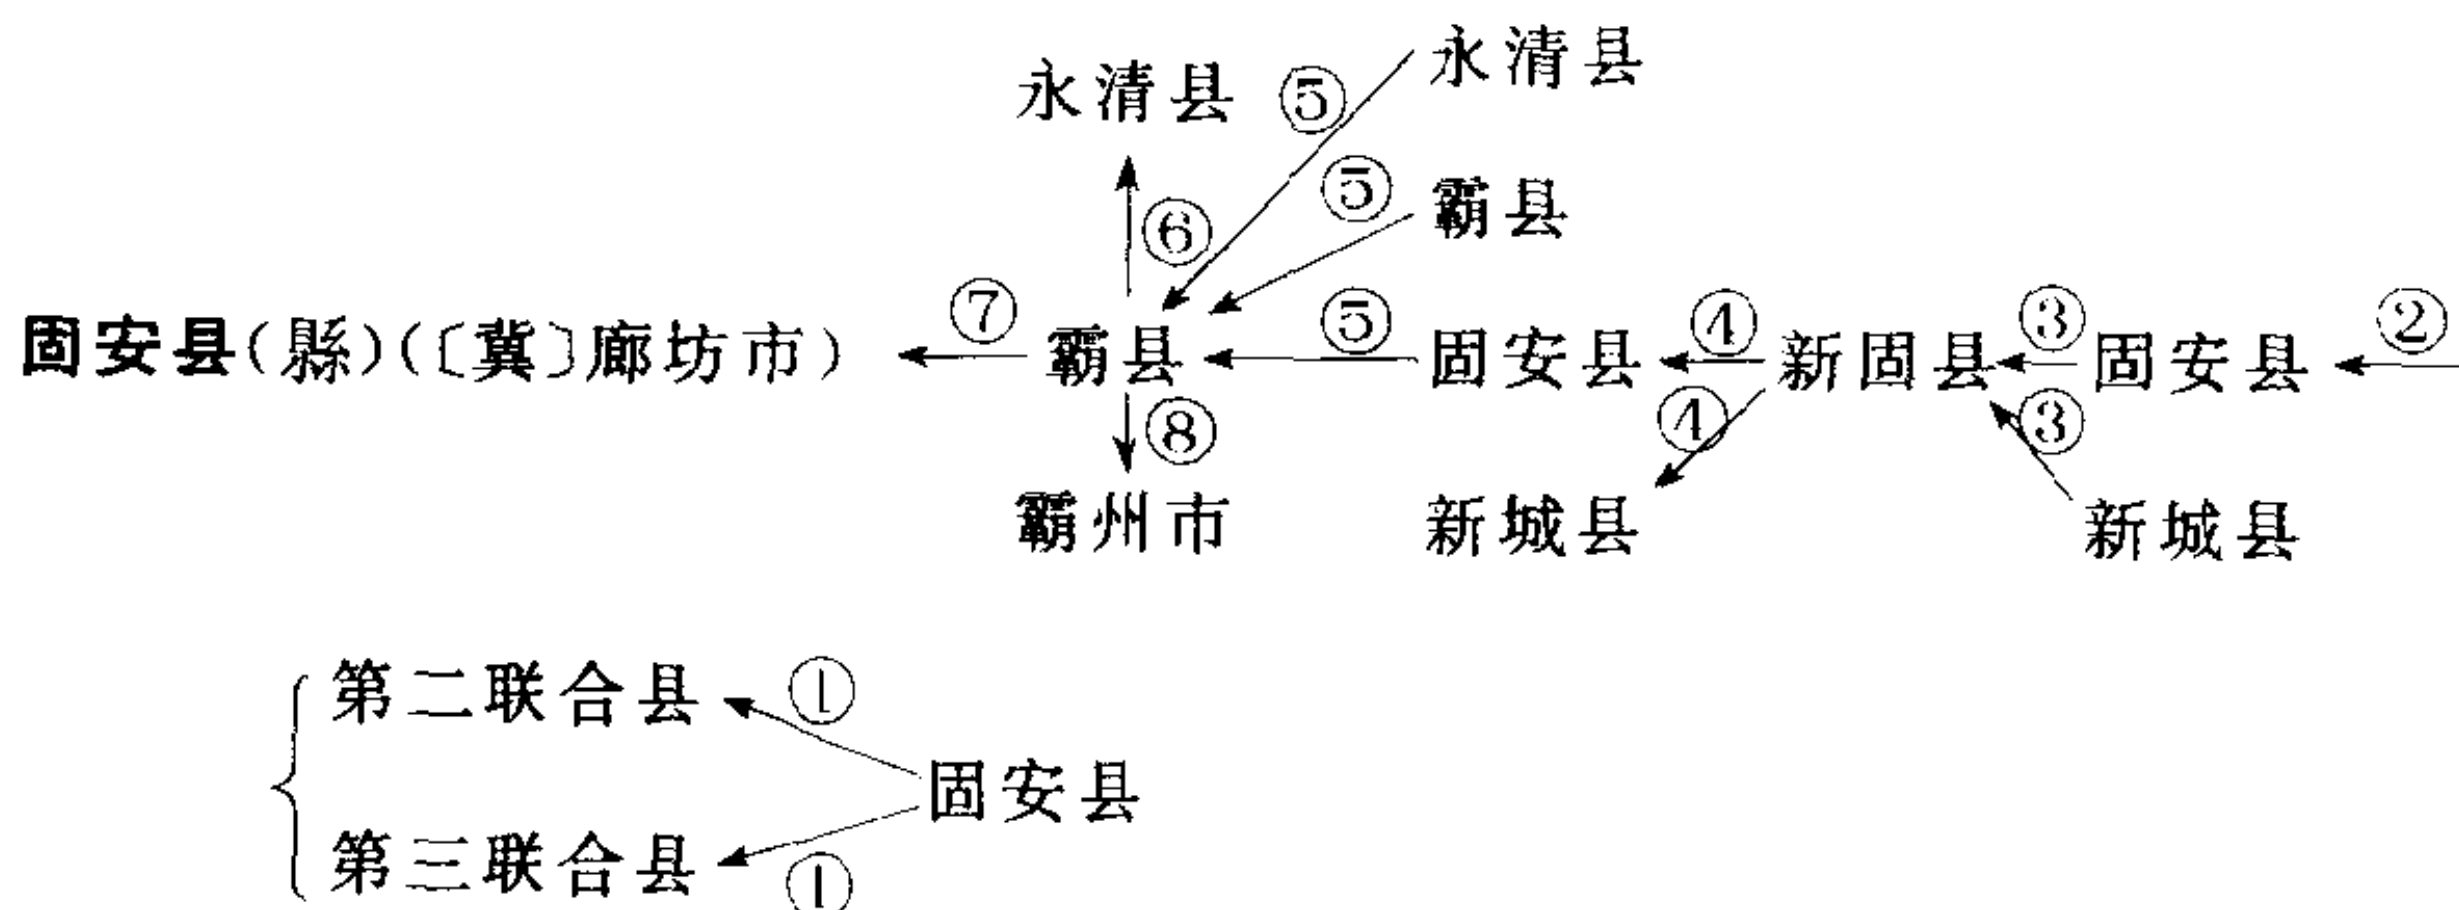 永清县 ⑤ 永清县
⑤ 霸县
⑥
固安县(縣)(〔冀〕廊坊市) ⑦ 霸县 ⑤ 固安县 ④ 新固县 ③ 固安县 ②
⑧ ④ ③
霸州市 新城县 新城县
第二联合县 ①
固安县
第三联合县 ①